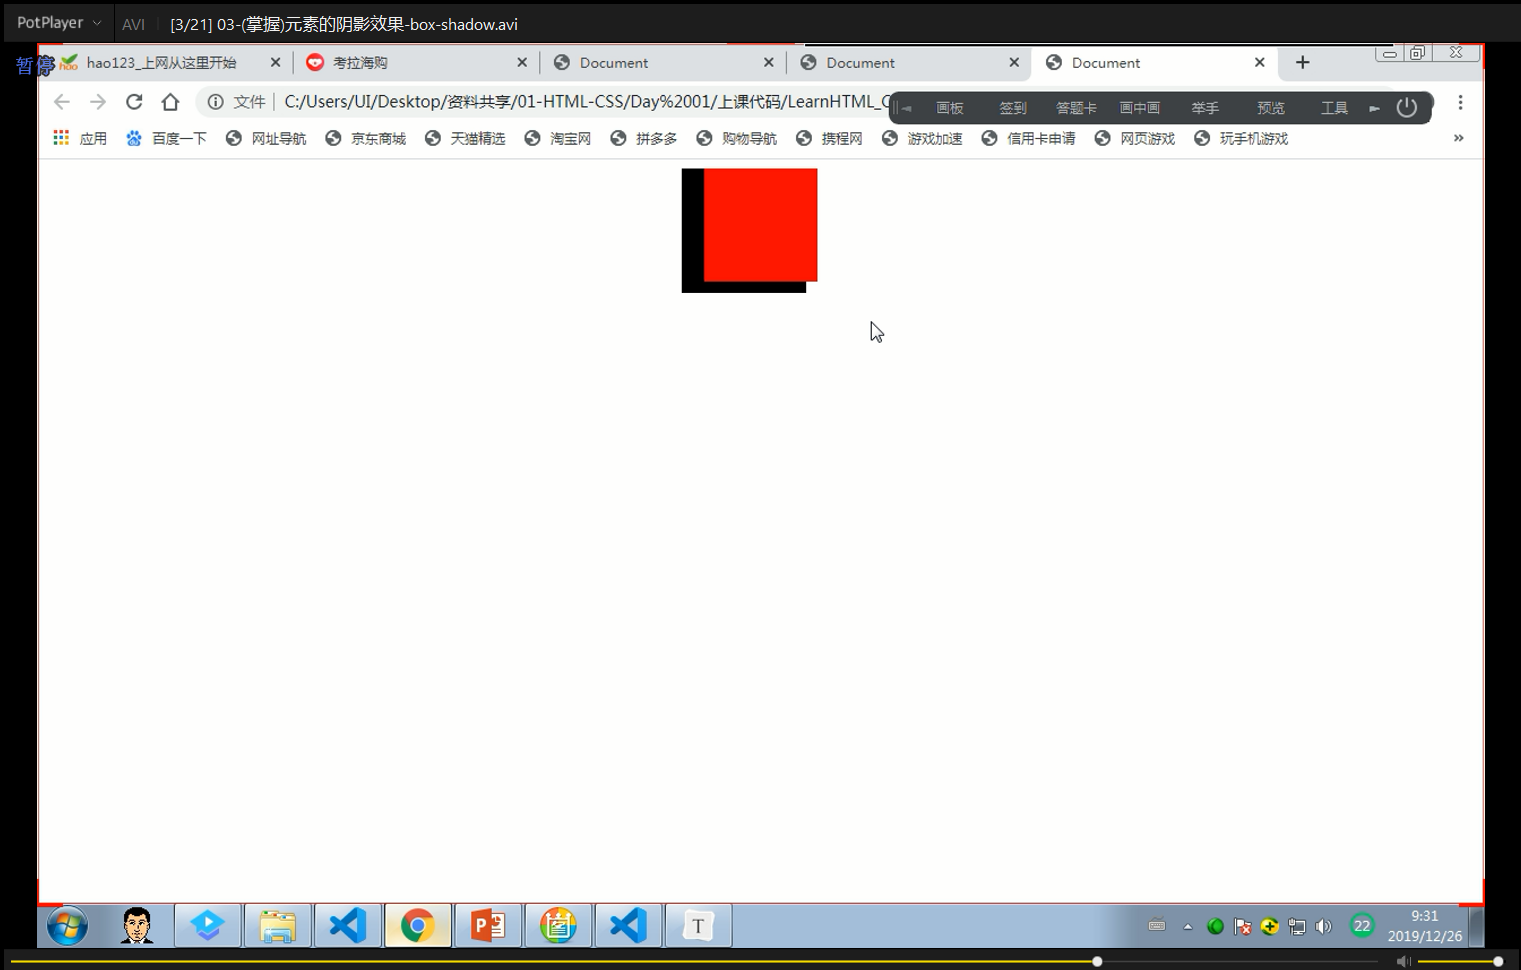 PotPlayer AVI [3/21] 03-(掌握)元素的阴影效果-box-shadow.avi
暂停
hao123_上网从这里开始 考拉海购 Document Document Document
文件 C:/Users/UI/Desktop/资料共享/01-HTML-CSS/Day%2001/上课代码/LearnHTML_C
画板 签到 答题卡 画中画 举手 预览 工具
应用 百度一下 网址导航 京东商城 天猫精选 淘宝网 拼多多 购物导航 携程网 游戏加速 信用卡申请 网页游戏 玩手机游戏 »
hao
P T 22 9:31
2019/12/26